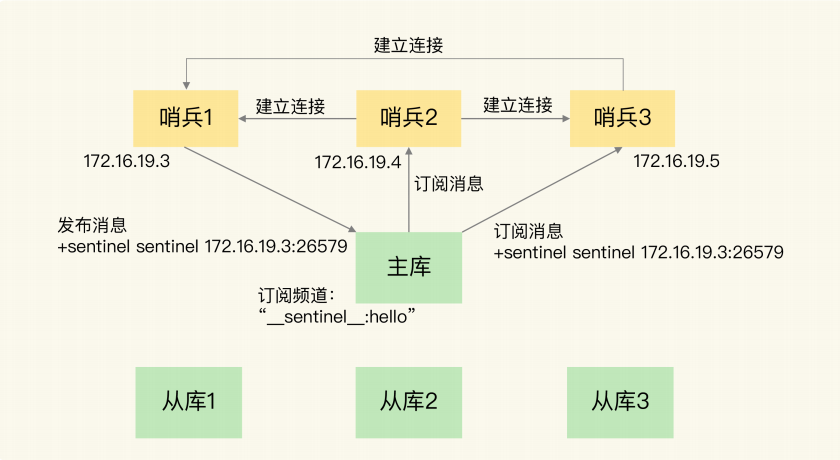 建立连接
哨兵1
建立连接
哨兵2
建立连接
哨兵3
172.16.19.3
172.16.19.4
172.16.19.5
订阅消息
发布消息
+sentinel sentinel 172.16.19.3:26579
订阅消息
+sentinel sentinel 172.16.19.3:26579
主库
订阅频道：
“__sentinel__:hello”
从库1
从库2
从库3